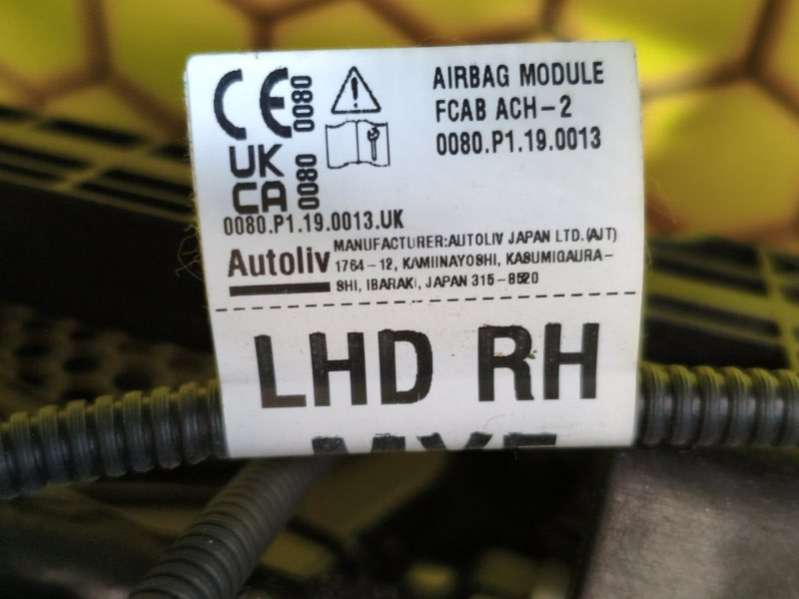 CE 0080
UK
CA 0080
AIRBAG MODULE
FCAB ACH-2
0080.P1.19.0013
0080.P1.19.0013.UK
Autoliv
MANUFACTURER:AUTOLIV JAPAN LTD.(AJT)
1764-12, KAMIINAYOSHI, KASUMIGAURA-
SHI, IBARAKI, JAPAN 315-8520
LHD RH